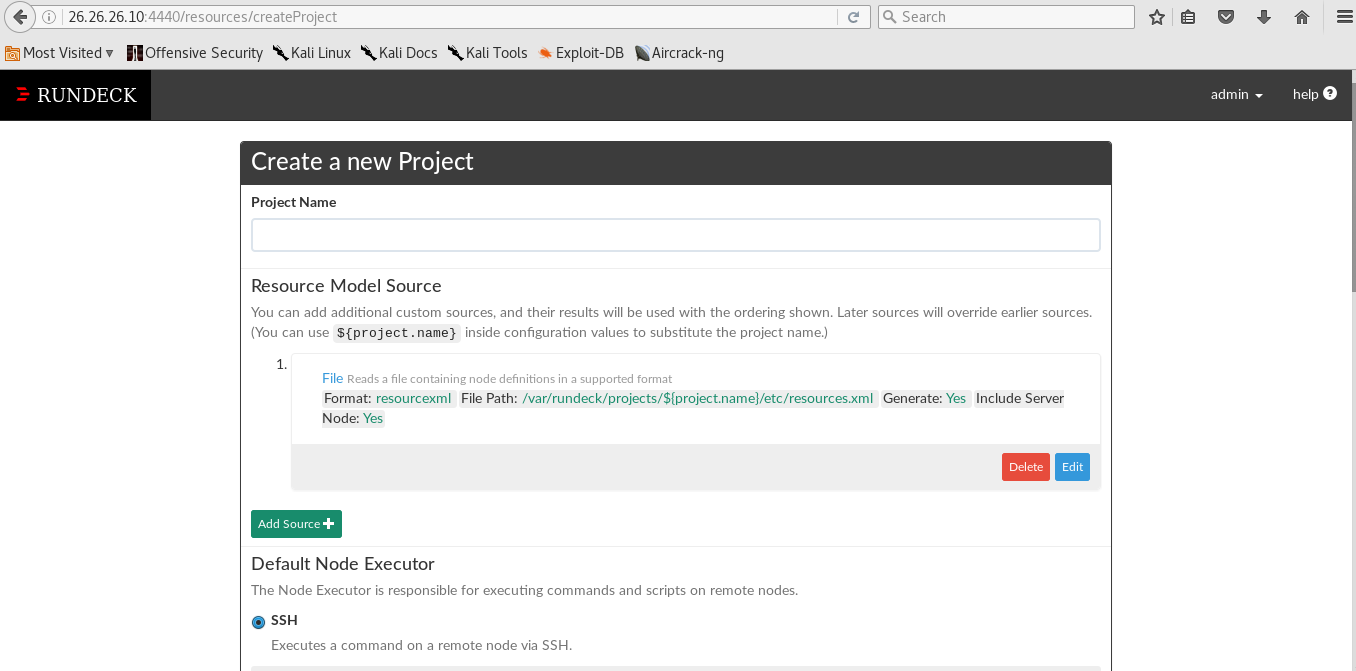 26.26.26.10:4440/resources/createProject
Search
Most Visited
Offensive Security
Kali Linux
Kali Docs
Kali Tools
Exploit-DB
Aircrack-ng
RUNDECK
admin
help
Create a new Project
Project Name
Resource Model Source
You can add additional custom sources, and their results will be used with the ordering shown. Later sources will override earlier sources.
(You can use ${project.name} inside configuration values to substitute the project name.)
1.
File Reads a file containing node definitions in a supported format
Format: resourcexml File Path: /var/rundeck/projects/${project.name}/etc/resources.xml Generate: Yes Include Server
Node: Yes
Delete
Edit
Add Source
Default Node Executor
The Node Executor is responsible for executing commands and scripts on remote nodes.
SSH
Executes a command on a remote node via SSH.